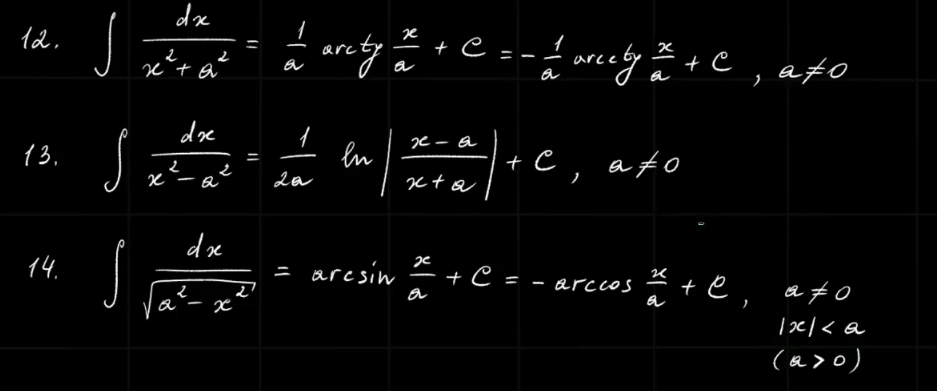 12. ∫ dx/(x² + a²) = 1/a arctg x/a + C = - 1/a arcctg x/a + C, a ≠ 0
13. ∫ dx/(x² - a²) = 1/2a ln |(x - a)/(x + a)| + C, a ≠ 0
14. ∫ dx/√(a² - x²) = arcsin x/a + C = - arccos x/a + C, a ≠ 0
|x| < a
(a > 0)